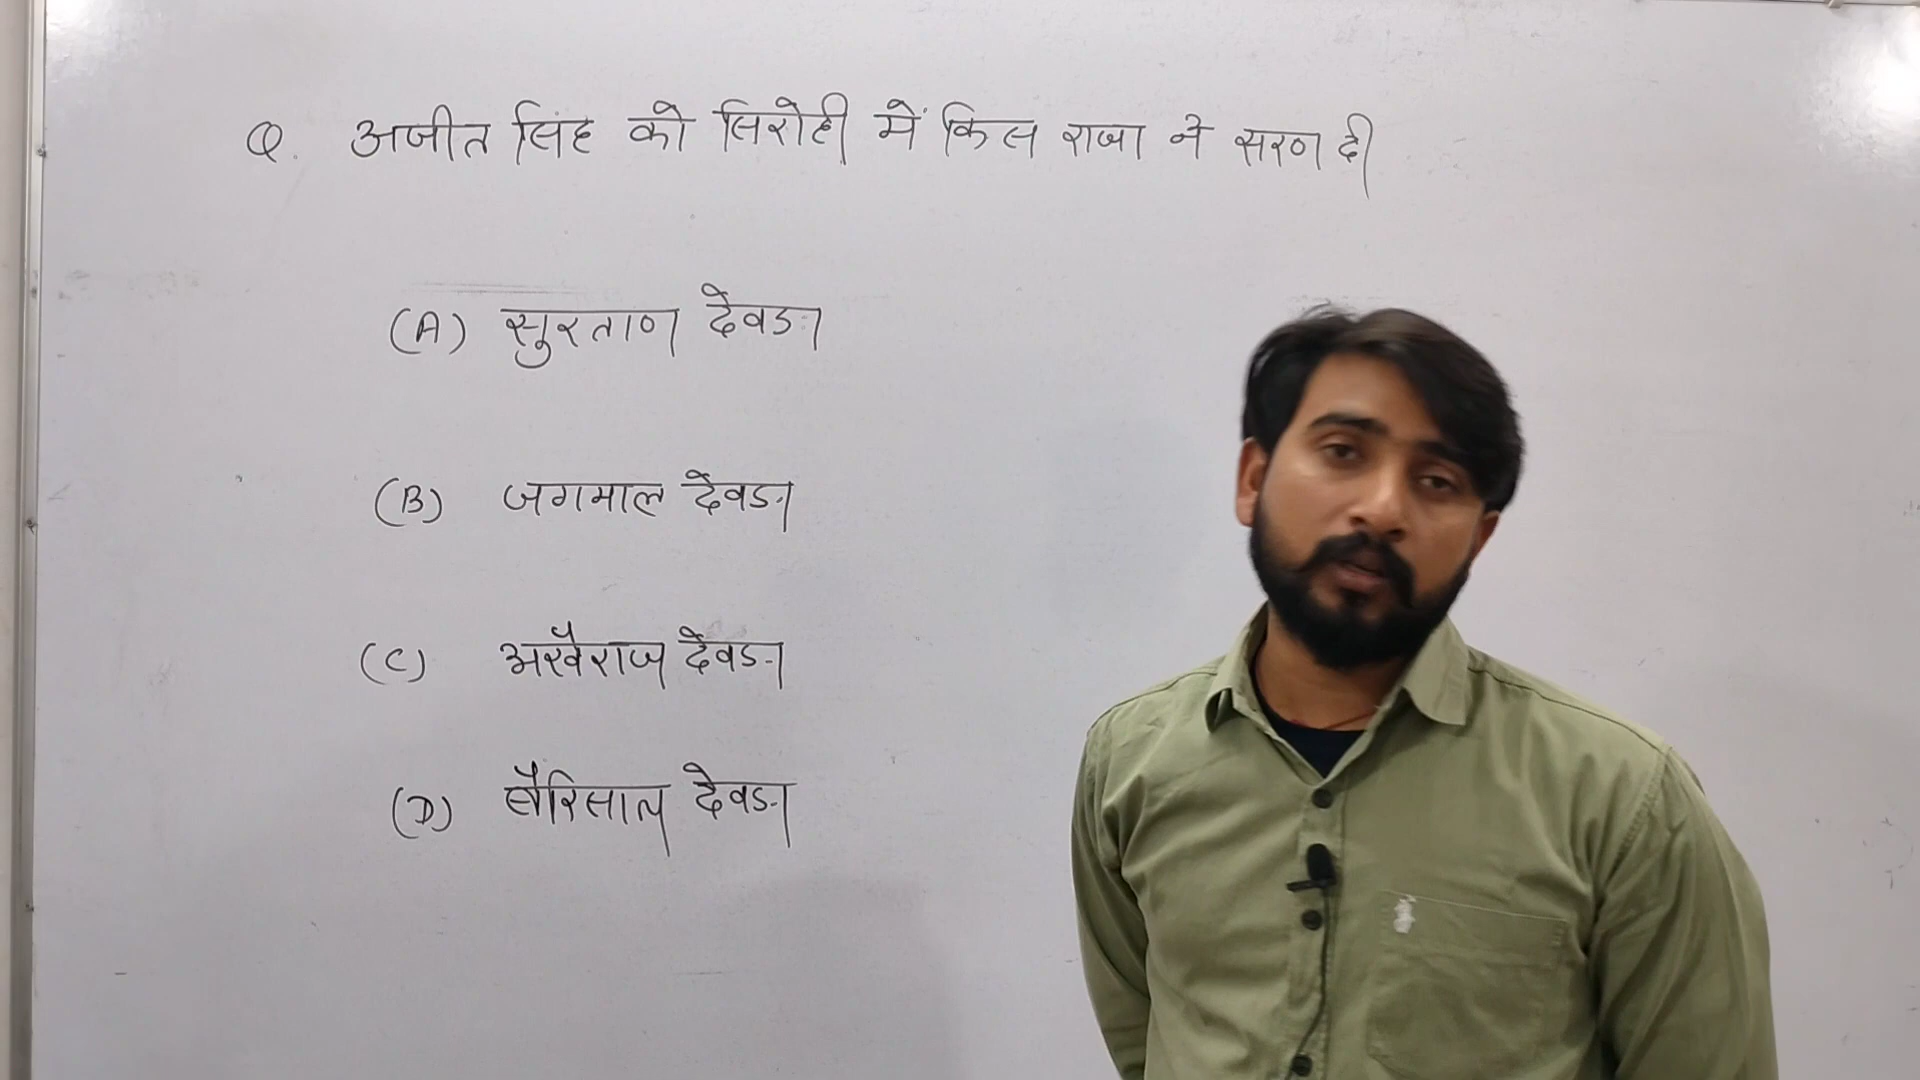 Q. अजीत सिंह को सिरोही में किस राजा ने सरण दी
(A) सुरताण देवडा
(B) जगमाल देवडा
(C) अखैराज देवडा
(D) बैरिसाल देवडा